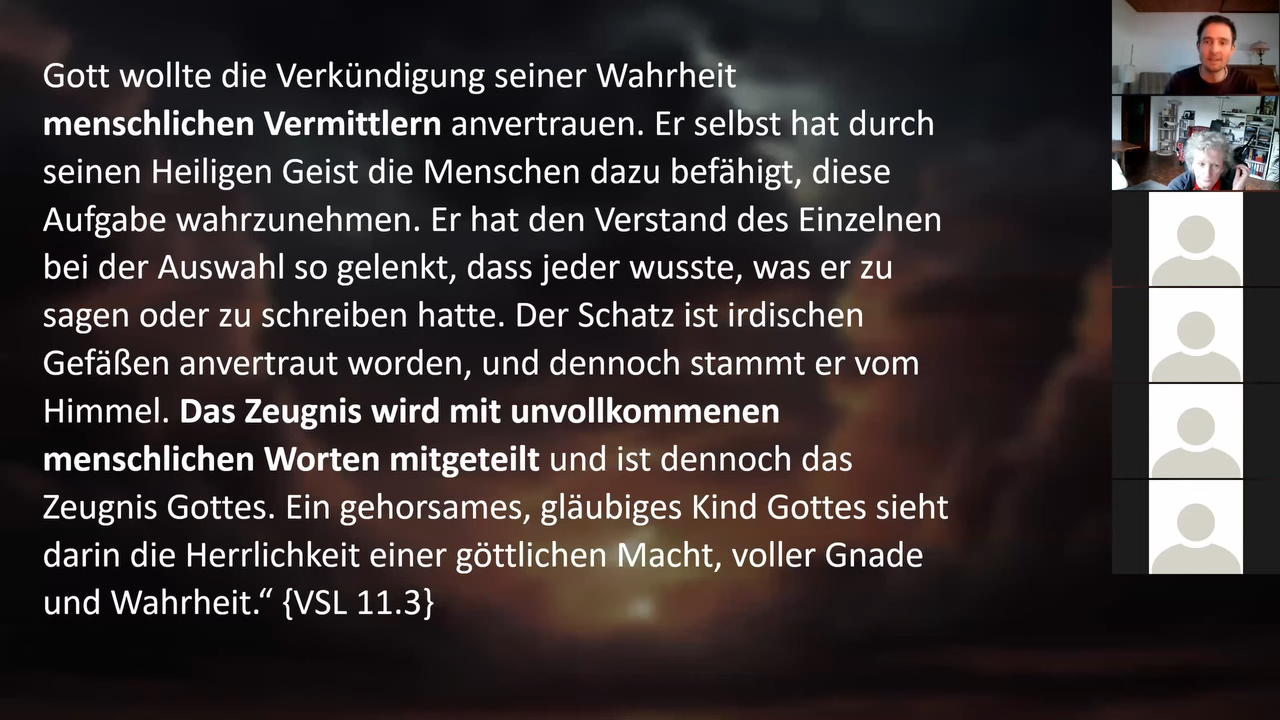 Gott wollte die Verkündigung seiner Wahrheit
menschlichen Vermittlern anvertrauen. Er selbst hat durch
seinen Heiligen Geist die Menschen dazu befähigt, diese
Aufgabe wahrzunehmen. Er hat den Verstand des Einzelnen
bei der Auswahl so gelenkt, dass jeder wusste, was er zu
sagen oder zu schreiben hatte. Der Schatz ist irdischen
Gefäßen anvertraut worden, und dennoch stammt er vom
Himmel. Das Zeugnis wird mit unvollkommenen
menschlichen Worten mitgeteilt und ist dennoch das
Zeugnis Gottes. Ein gehorsames, gläubiges Kind Gottes sieht
darin die Herrlichkeit einer göttlichen Macht, voller Gnade
und Wahrheit.“ {VSL 11.3}